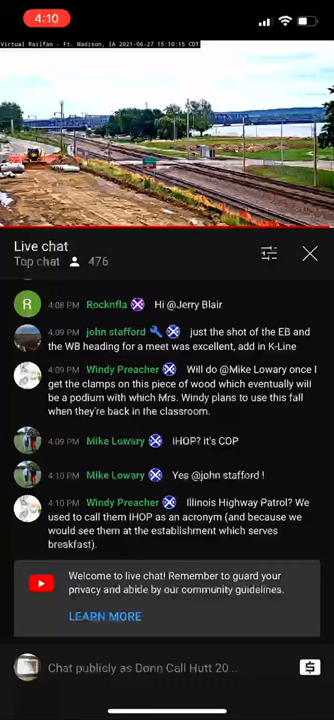 4:10
Virtual Railfan - Ft. Madison, IA 2021-06-27 15:10:15 CDT
Live chat
Top chat 476
R 4:08 PM Rocknfla Hi @Jerry Blair
4:09 PM john stafford just the shot of the EB and
the WB heading for a meet was excellent, add in K-Line
4:09 PM Windy Preacher Will do @Mike Lowary once I
get the clamps on this piece of wood which eventually will
be a podium with which Mrs. Windy plans to use this fall
when they're back in the classroom.
4:09 PM Mike Lowary IHOP? it's COP
4:10 PM Mike Lowary Yes @john stafford !
4:10 PM Windy Preacher Illinois Highway Patrol? We
used to call them IHOP as an acronym (and because we
would see them at the establishment which serves
breakfast).
Welcome to live chat! Remember to guard your
privacy and abide by our community guidelines.
LEARN MORE
Chat publicly as Donn Call Hutt 20...
$